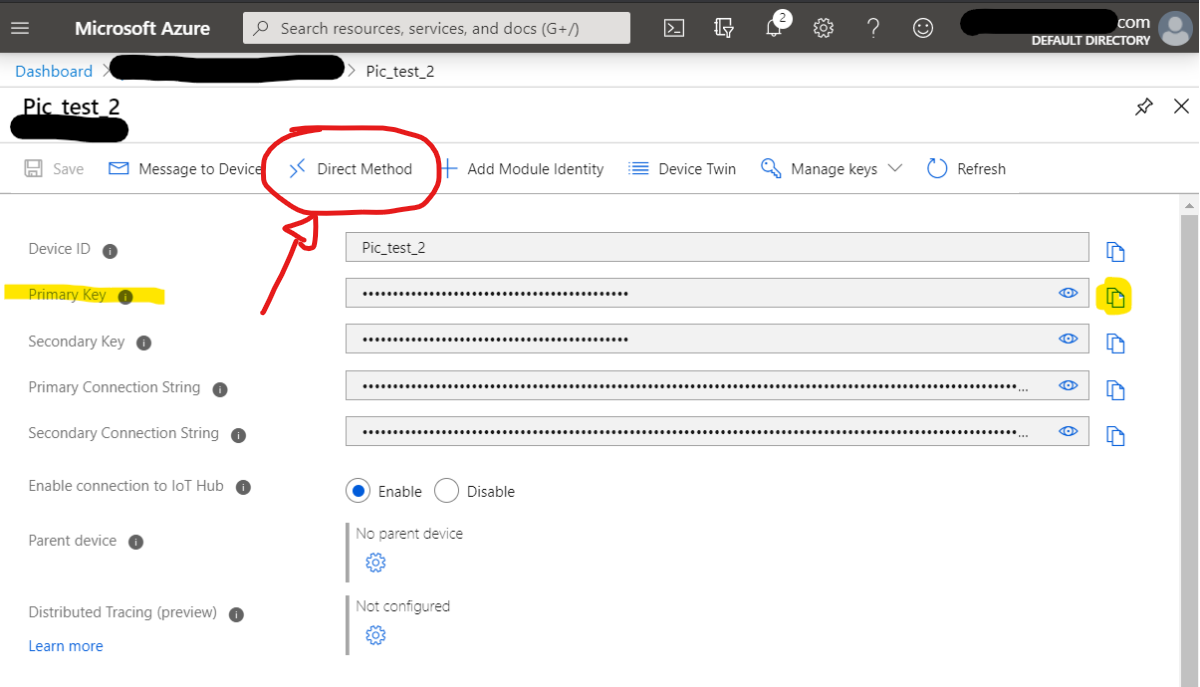 Microsoft Azure
Search resources, services, and docs (G+/)
2
com
DEFAULT DIRECTORY
Dashboard > > Pic_test_2
Pic_test_2
Save Message to Device Direct Method Add Module Identity Device Twin Manage keys Refresh
Device ID Pic_test_2
Primary Key ••••••••••••••••••••••••••••••••••••••••••••
Secondary Key ••••••••••••••••••••••••••••••••••••••••••••
Primary Connection String ...
Secondary Connection String ...
Enable connection to IoT Hub Enable Disable
Parent device No parent device
Distributed Tracing (preview) Not configured
Learn more